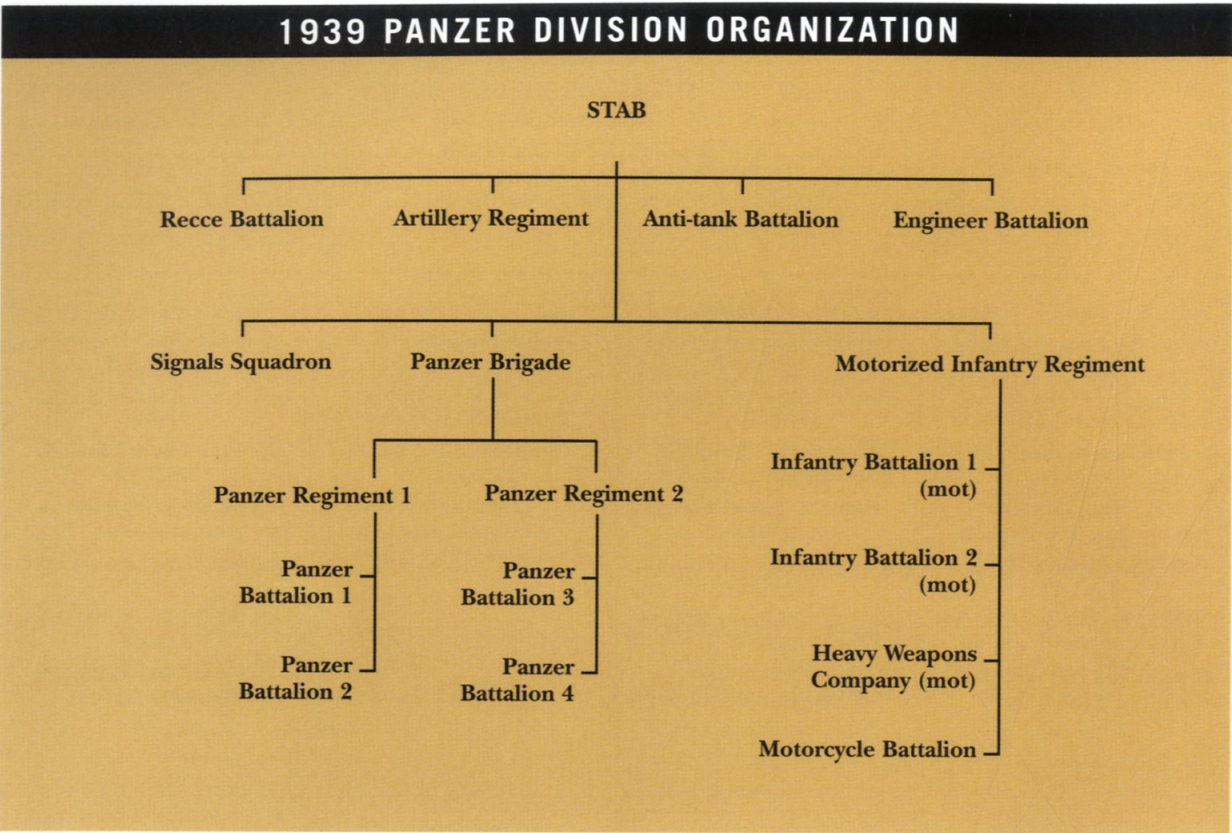 1939 PANZER DIVISION ORGANIZATION
STAB
Recce Battalion
Artillery Regiment
Anti-tank Battalion
Engineer Battalion
Signals Squadron
Panzer Brigade
Motorized Infantry Regiment
Panzer Regiment 1
Panzer
Battalion 1
Panzer
Battalion 2
Panzer Regiment 2
Panzer
Battalion 3
Panzer
Battalion 4
Infantry Battalion 1
(mot)
Infantry Battalion 2
(mot)
Heavy Weapons
Company (mot)
Motorcycle Battalion